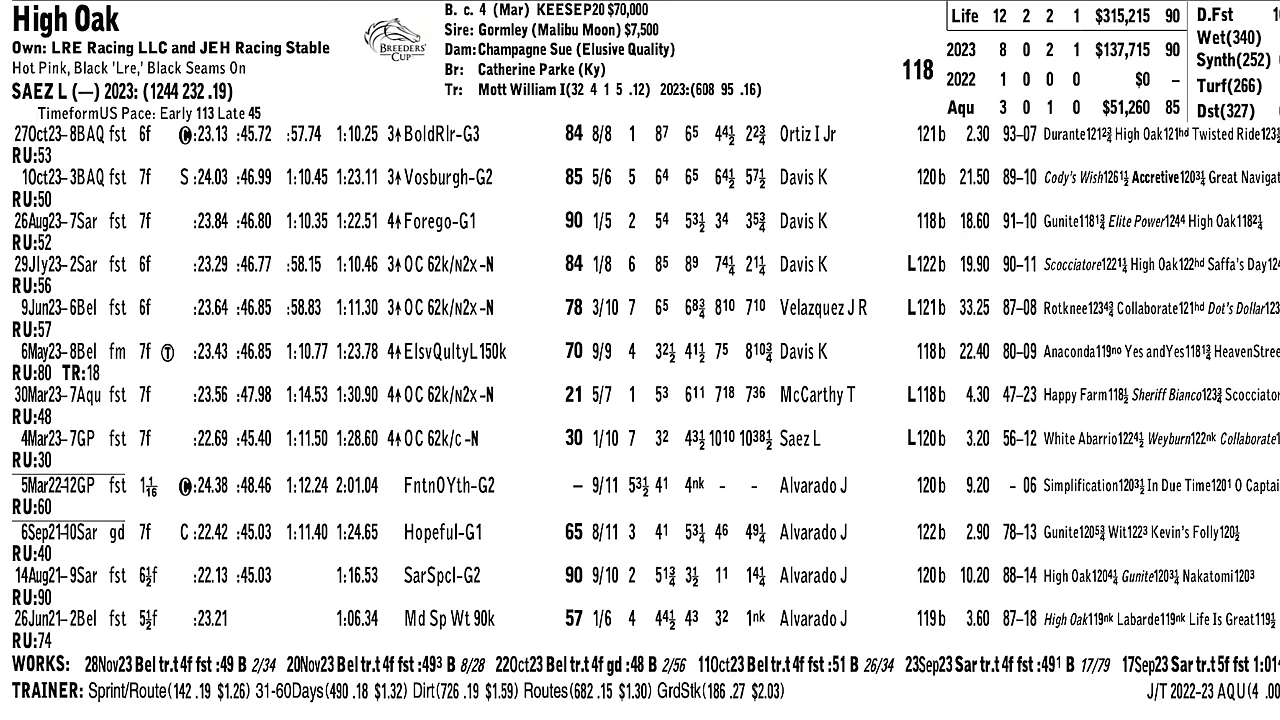 High Oak
Own: LRE Racing LLC and JEH Racing Stable
Hot Pink, Black 'Lre,' Black Seams On
SAEZ L (—) 2023: (1244 232 .19)
TimeformUS Pace: Early 113 Late 45
BREEDERS' CUP
B. c. 4 (Mar) KEESEP20 $70,000
Sire: Gormley (Malibu Moon) $7,500
Dam: Champagne Sue (Elusive Quality)
Br: Catherine Parke (Ky)
Tr: Mott William I(32 4 1 5 .12) 2023:(608 95 .16)
118
Life 12 2 2 1 $315,215 90
2023 8 0 2 1 $137,715 90
2022 1 0 0 0 $0 –
Aqu 3 0 1 0 $51,260 85
D.Fst
Wet(340)
Synth(252)
Turf(266)
Dst(327)
27Oct23–8BAQ fst 6f C:23.13 :45.72 :57.74 1:10.25 3↑BoldRlr-G3 84 8/8 1 8⁷ 6⁵ 4⁴½ 2²¾ Ortiz I Jr 121b 2.30 93–07 Durante121²¾ High Oak121ʰᵈ Twisted Ride123½
RU:53
1Oct23–3BAQ fst 7f S :24.03 :46.99 1:10.45 1:23.11 3↑Vosburgh-G2 85 5/6 5 6⁴ 6⁵ 6⁴½ 5⁷½ Davis K 120b 21.50 89–10 Cody's Wish126¹½ Accretive120³¼ Great Navigat
RU:50
26Aug23–7Sar fst 7f :23.84 :46.80 1:10.35 1:22.51 4↑Forego-G1 90 1/5 2 5⁴ 5³½ 3⁴ 3⁵¾ Davis K 118b 18.60 91–10 Gunite118¹¾ Elite Power124⁴ High Oak118²¼
RU:52
29Jly23–2Sar fst 6f :23.29 :46.77 :58.15 1:10.46 3↑OC 62k/N2x-N 84 1/8 6 8⁵ 8⁹ 7⁴¼ 2¹¼ Davis K L122b 19.90 90–11 Scocciatore122¹¼ High Oak122ʰᵈ Saffa's Day124
RU:56
9Jun23–6Bel fst 6f :23.64 :46.85 :58.83 1:11.30 3↑OC 62k/N2x-N 78 3/10 7 6⁵ 6⁸¾ 8¹⁰ 7¹⁰ Velazquez J R L121b 33.25 87–08 Rotknee123⁴¾ Collaborate121ʰᵈ Dot's Dollar123
RU:57
6May23–8Bel fm 7f Ⓣ :23.43 :46.85 1:10.77 1:23.78 4↑ElsvQultyL150k 70 9/9 4 3²½ 4¹½ 7⁵ 8¹⁰¾ Davis K 118b 22.40 80–09 Anaconda119ⁿᵒ Yes and Yes118¹¾ HeavenStree
RU:80 TR:18
30Mar23–7Aqu fst 7f :23.56 :47.98 1:14.53 1:30.90 4↑OC 62k/N2x-N 21 5/7 1 5³ 6¹¹ 7¹⁸ 7³⁶ McCarthy T L118b 4.30 47–23 Happy Farm118½ Sheriff Bianco123¾ Scocciator
RU:48
4Mar23–7GP fst 7f :22.69 :45.40 1:11.50 1:28.60 4↑OC 62k/c-N 30 1/10 7 3² 4³½ 10¹⁰ 10³⁸½ Saez L L120b 3.20 56–12 White Abarrio122⁴½ Weyburn122ⁿᵏ Collaborate1
RU:30
5Mar22–12GP fst 1 1/16 C:24.38 :48.46 1:12.24 2:01.04 FntnOYth-G2 – 9/11 5³½ 4¹ 4ⁿᵏ – – Alvarado J 120b 9.20 – 06 Simplification120³½ In Due Time120¹ O Captai
RU:60
6Sep21–10Sar gd 7f C :22.42 :45.03 1:11.40 1:24.65 Hopeful-G1 65 8/11 3 4¹ 5³¼ 4⁶ 4⁹¼ Alvarado J 122b 2.90 78–13 Gunite120⁵¾ Wit122³ Kevin's Folly120½
RU:40
14Aug21–9Sar fst 6½f :22.13 :45.03 1:16.53 SarSpcl-G2 90 9/10 2 5¹¾ 3½ 1¹ 1⁴¼ Alvarado J 120b 10.20 88–14 High Oak120⁴¼ Gunite120³¼ Nakatomi120³
RU:90
26Jun21–2Bel fst 5½f :23.21 1:06.34 Md Sp Wt 90k 57 1/6 4 4⁴½ 4³ 3² 1ⁿᵏ Alvarado J 119b 3.60 87–18 High Oak119ⁿᵏ Labarde119ⁿᵏ Life Is Great119½
RU:74
WORKS: 28Nov23 Bel tr.t 4f fst :49 B 2/34 20Nov23 Bel tr.t 4f fst :49³ B 8/28 22Oct23 Bel tr.t 4f gd :48 B 2/56 11Oct23 Bel tr.t 4f fst :51 B 26/34 23Sep23 Sar tr.t 4f fst :49¹ B 17/79 17Sep23 Sar tr.t 5f fst 1:01
TRAINER: Sprint/Route(142 .19 $1.26) 31-60Days(490 .18 $1.32) Dirt(726 .19 $1.59) Routes(682 .15 $1.30) GrdStk(186 .27 $2.03) J/T 2022-23 AQU(4 .00